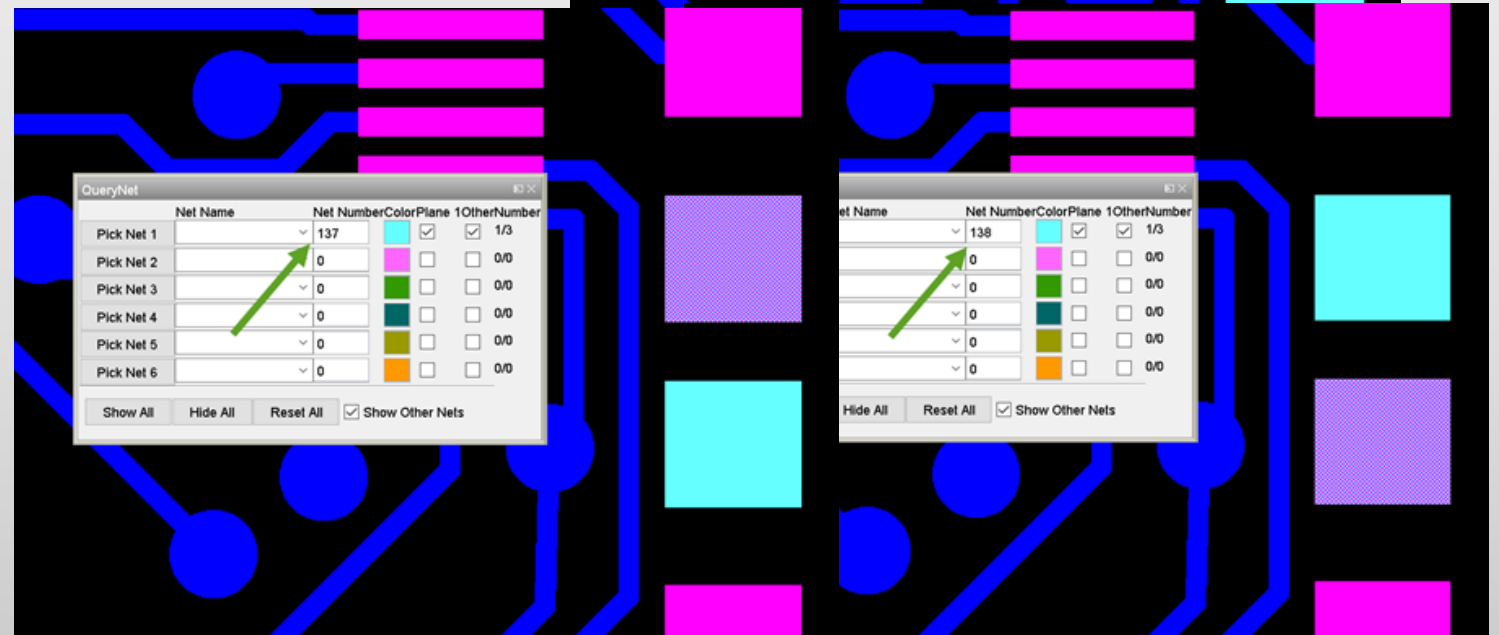 QueryNet
Net Name Net Number Color Plane 1 Other Number
Pick Net 1 137 1/3
Pick Net 2 0 0/0
Pick Net 3 0 0/0
Pick Net 4 0 0/0
Pick Net 5 0 0/0
Pick Net 6 0 0/0
Show All Hide All Reset All Show Other Nets
et Name Net Number Color Plane 1 Other Number
138 1/3
0 0/0
0 0/0
0 0/0
0 0/0
0 0/0
Hide All Reset All Show Other Nets